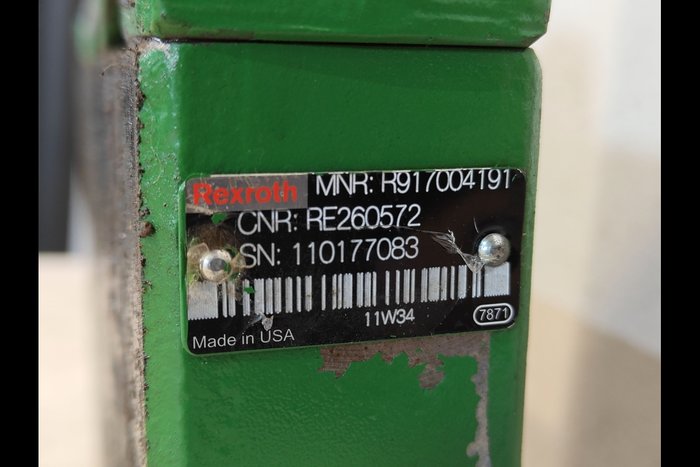 Rexroth MNR: R917004191
CNR: RE260572
SN: 110177083
11W34
7871
Made in USA